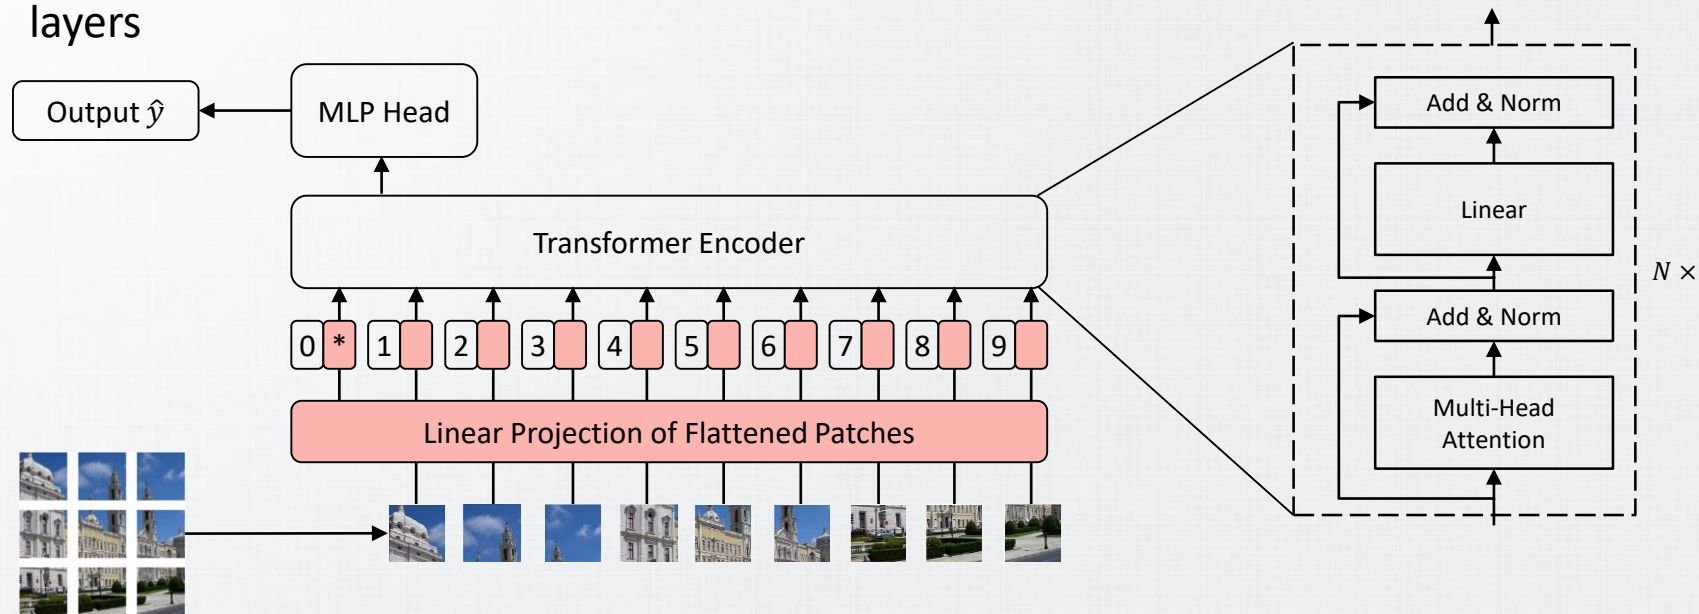 layers
Output ŷ
MLP Head
Transformer Encoder
0 * 1 2 3 4 5 6 7 8 9
Linear Projection of Flattened Patches
Add & Norm
Linear
N ×
Add & Norm
Multi-Head
Attention